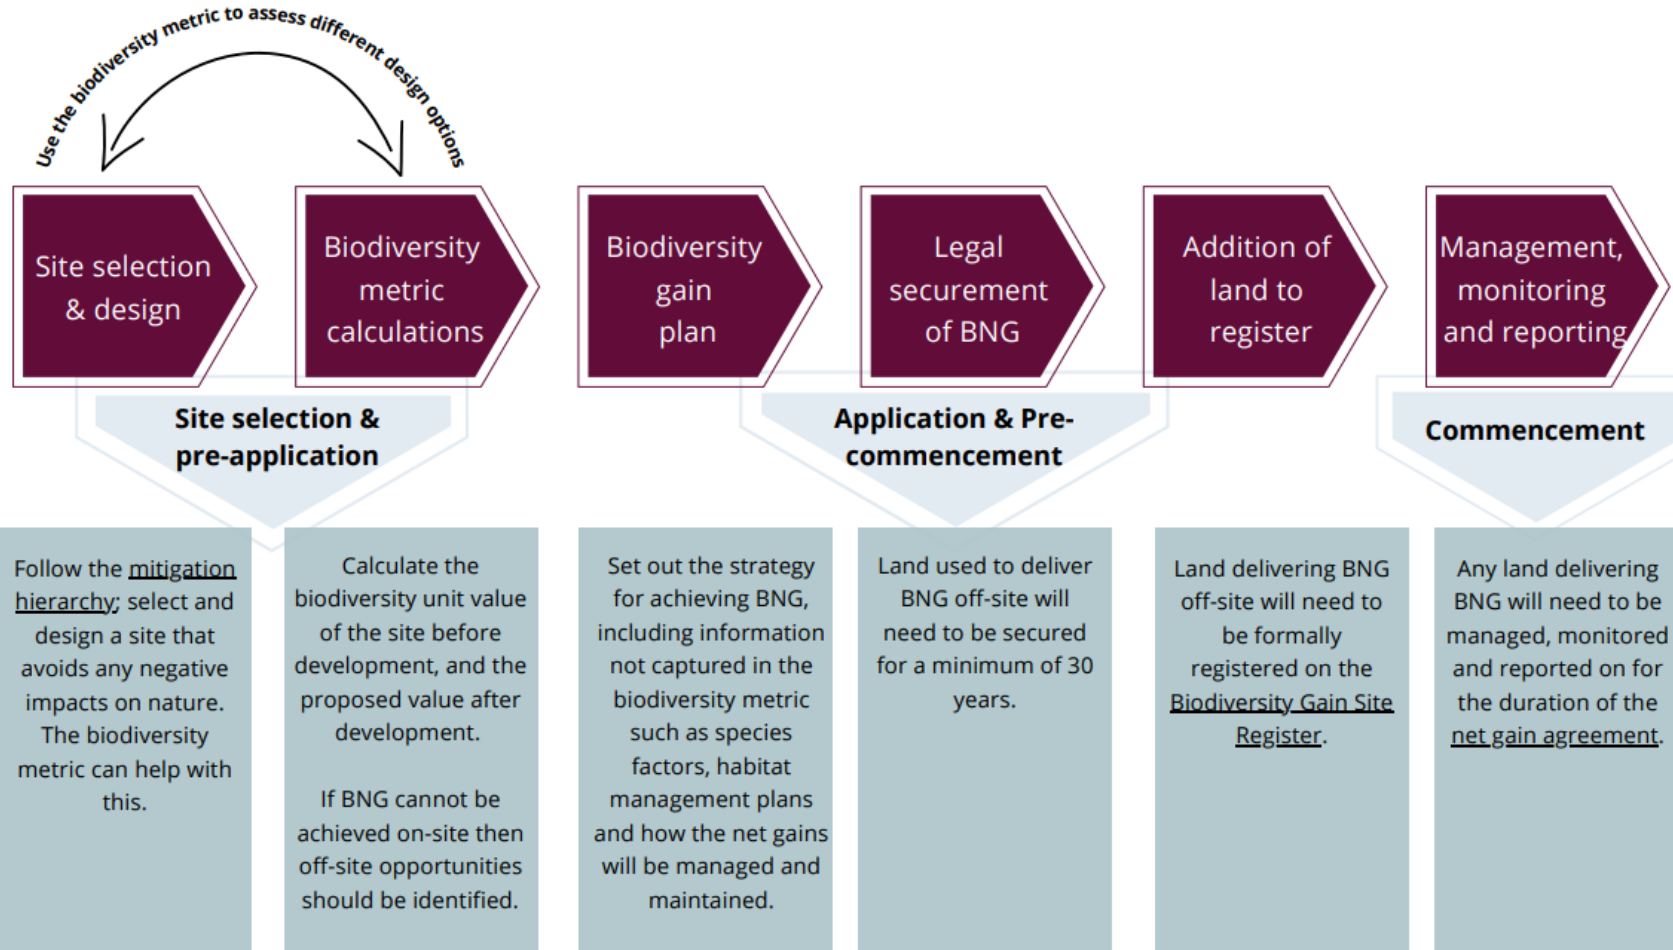 Use the biodiversity metric to assess different design options
Site selection
& design
Biodiversity
metric
calculations
Biodiversity
gain
plan
Legal
securement
of BNG
Addition of
land to
register
Management,
monitoring
and reporting
Site selection &
pre-application
Application & Pre-
commencement
Commencement
Follow the mitigation
hierarchy; select and
design a site that
avoids any negative
impacts on nature.
The biodiversity
metric can help with
this.
Calculate the
biodiversity unit value
of the site before
development, and the
proposed value after
development.
If BNG cannot be
achieved on-site then
off-site opportunities
should be identified.
Set out the strategy
for achieving BNG,
including information
not captured in the
biodiversity metric
such as species
factors, habitat
management plans
and how the net gains
will be managed and
maintained.
Land used to deliver
BNG off-site will
need to be secured
for a minimum of 30
years.
Land delivering BNG
off-site will need to
be formally
registered on the
Biodiversity Gain Site
Register.
Any land delivering
BNG will need to be
managed, monitored
and reported on for
the duration of the
net gain agreement.